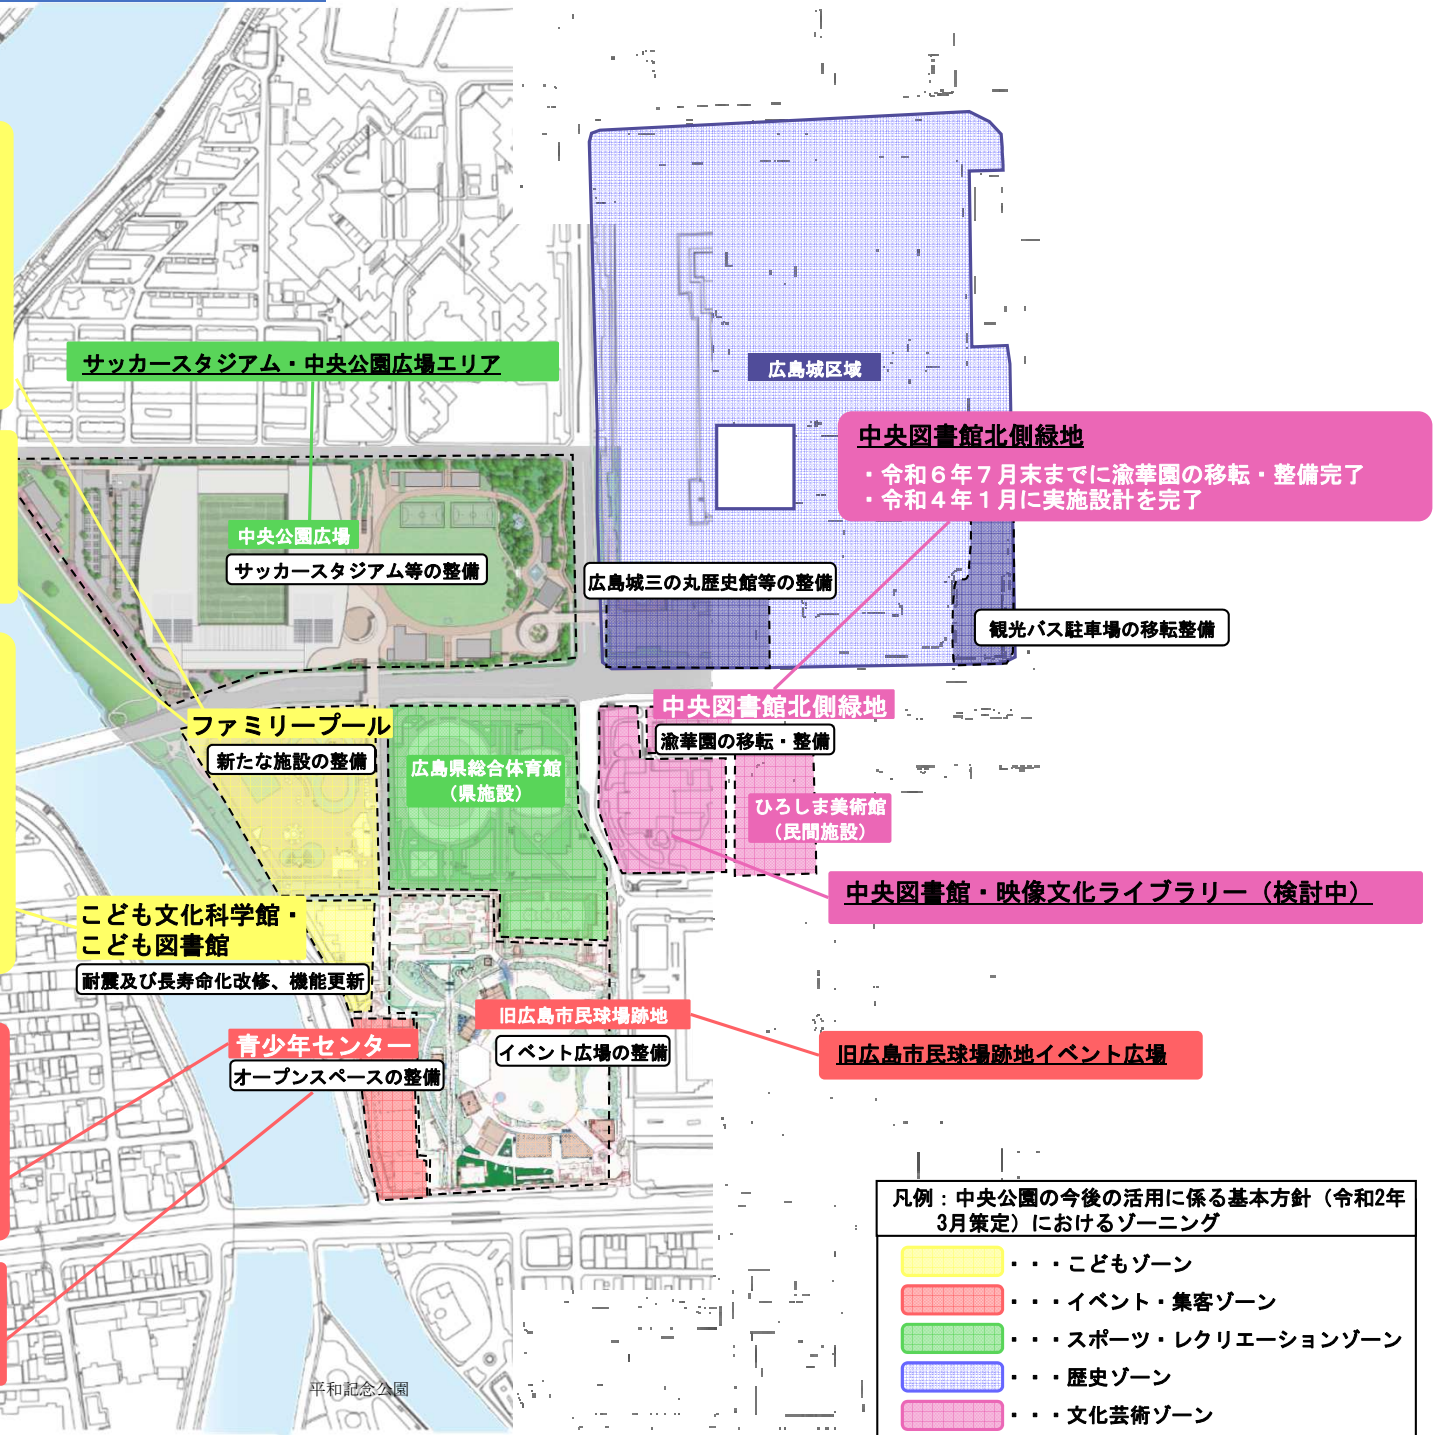 サッカースタジアム・中央公園広場エリア
広島城区域
中央図書館北側緑地
・令和６年７月末までに渝華園の移転・整備完了
・令和４年１月に実施設計を完了
中央公園広場
サッカースタジアム等の整備
広島城三の丸歴史館等の整備
観光バス駐車場の移転整備
中央図書館北側緑地
渝華園の移転・整備
ファミリープール
新たな施設の整備
広島県総合体育館
（県施設）
ひろしま美術館
（民間施設）
中央図書館・映像文化ライブラリー（検討中）
こども文化科学館・
こども図書館
耐震及び長寿命化改修、機能更新
旧広島市民球場跡地
イベント広場の整備
青少年センター
オープンスペースの整備
旧広島市民球場跡地イベント広場
凡例：中央公園の今後の活用に係る基本方針（令和2年
3月策定）におけるゾーニング
・・・こどもゾーン
・・・イベント・集客ゾーン
・・・スポーツ・レクリエーションゾーン
・・・歴史ゾーン
・・・文化芸術ゾーン
平和記念公園